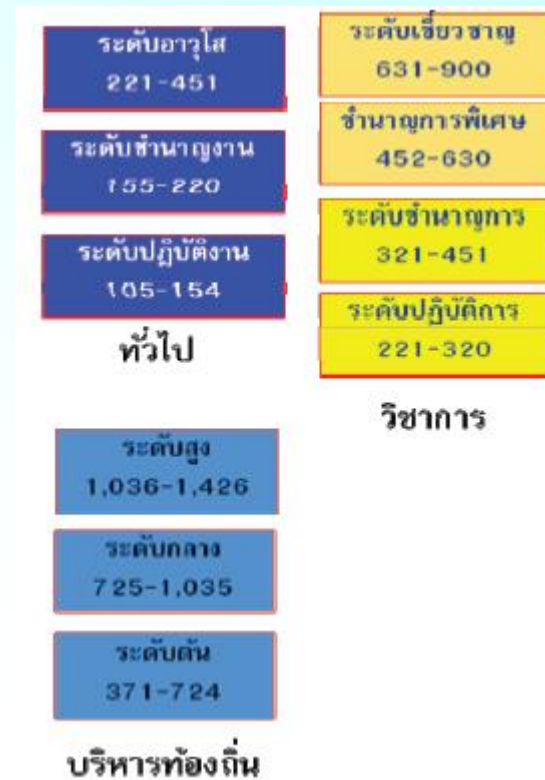 ระดับอาวุโส
221-451
ระดับชำนาญงาน
155-220
ระดับปฏิบัติงาน
105-154
ทั่วไป
ระดับเชี่ยวชาญ
631-900
ชำนาญการพิเศษ
452-630
ระดับชำนาญการ
321-451
ระดับปฏิบัติการ
221-320
วิชาการ
ระดับสูง
1,036-1,426
ระดับกลาง
725-1,035
ระดับต้น
371-724
บริหารท้องถิ่น